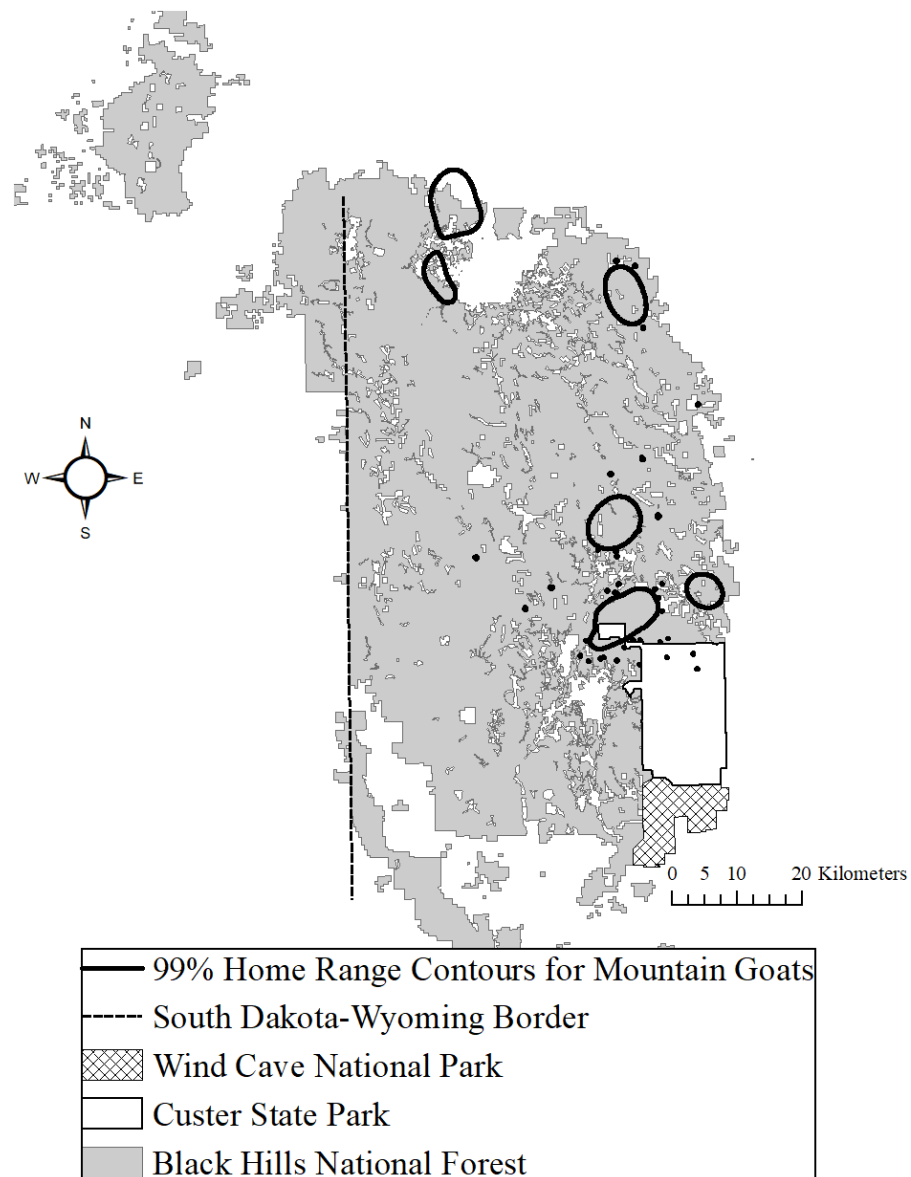 N
W E
S
0 5 10 20 Kilometers
99% Home Range Contours for Mountain Goats
South Dakota-Wyoming Border
Wind Cave National Park
Custer State Park
Black Hills National Forest